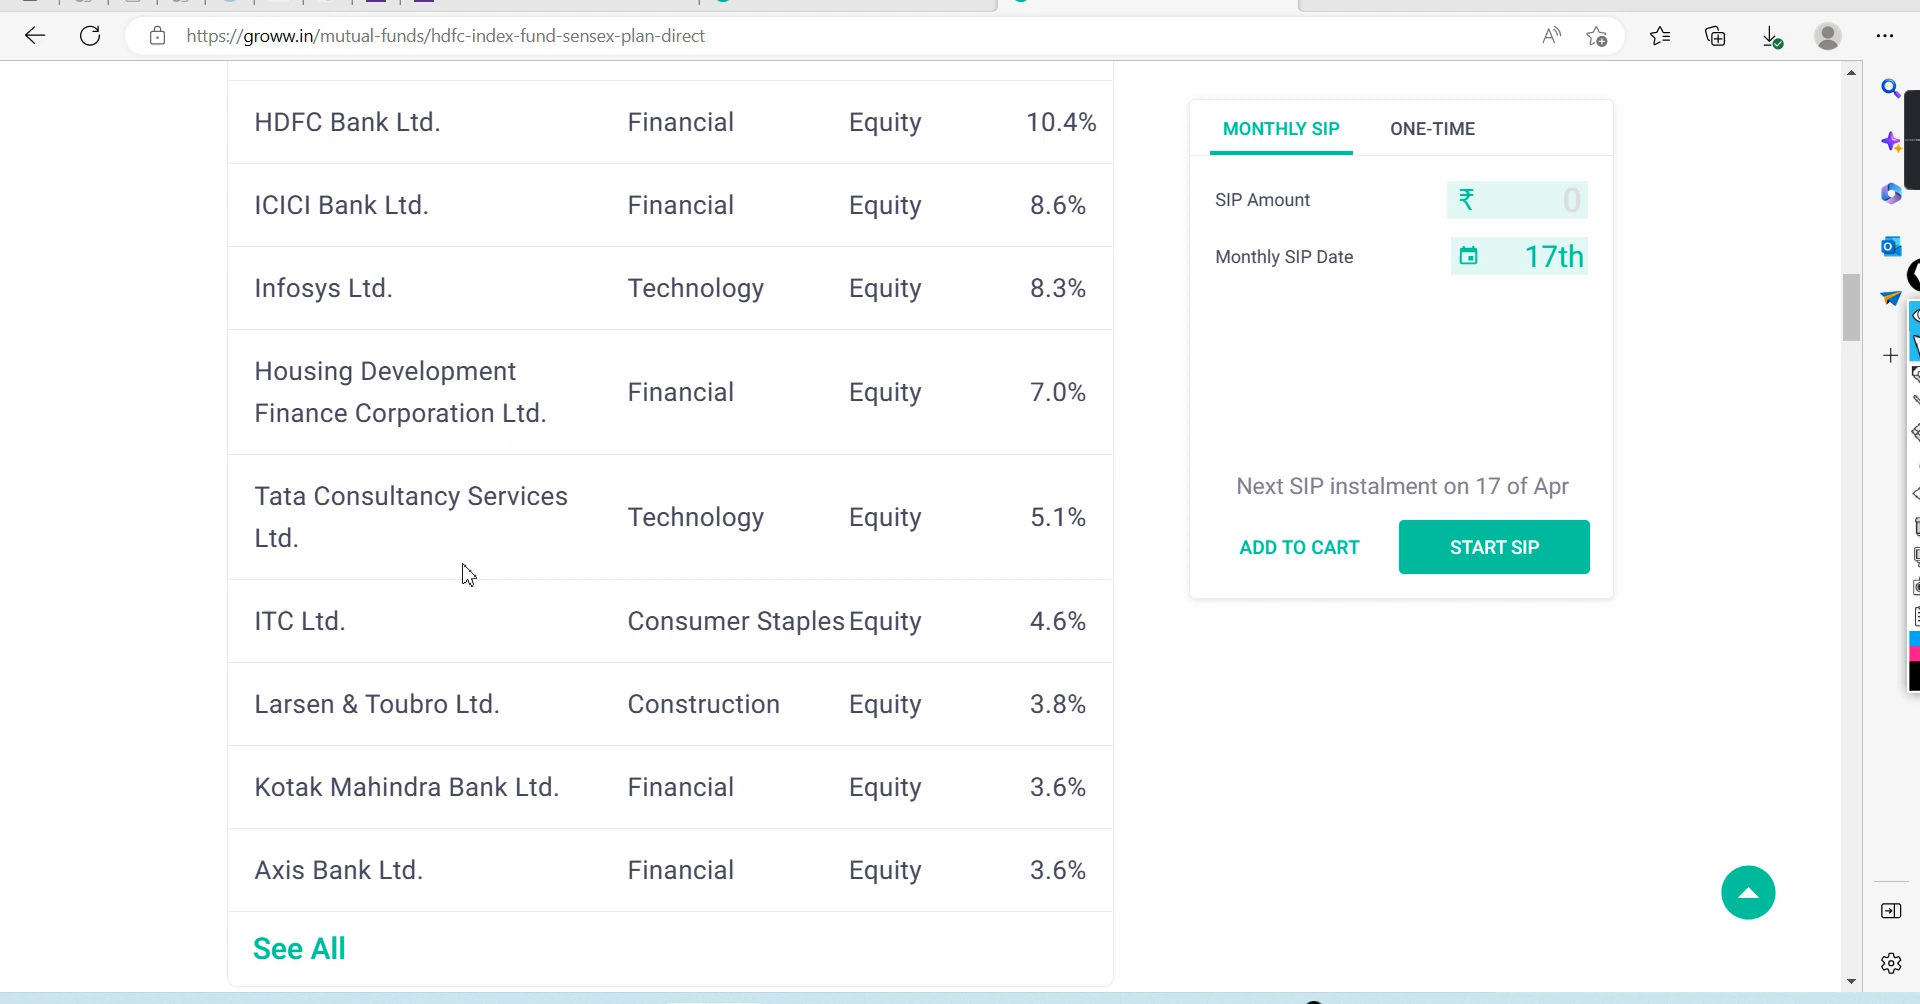 https://groww.in/mutual-funds/hdfc-index-fund-sensex-plan-direct
HDFC Bank Ltd. Financial Equity 10.4%
ICICI Bank Ltd. Financial Equity 8.6%
Infosys Ltd. Technology Equity 8.3%
Housing Development
Finance Corporation Ltd. Financial Equity 7.0%
Tata Consultancy Services
Ltd. Technology Equity 5.1%
ITC Ltd. Consumer Staples Equity 4.6%
Larsen & Toubro Ltd. Construction Equity 3.8%
Kotak Mahindra Bank Ltd. Financial Equity 3.6%
Axis Bank Ltd. Financial Equity 3.6%
See All
MONTHLY SIP ONE-TIME
SIP Amount ₹ 0
Monthly SIP Date 17th
Next SIP instalment on 17 of Apr
ADD TO CART START SIP